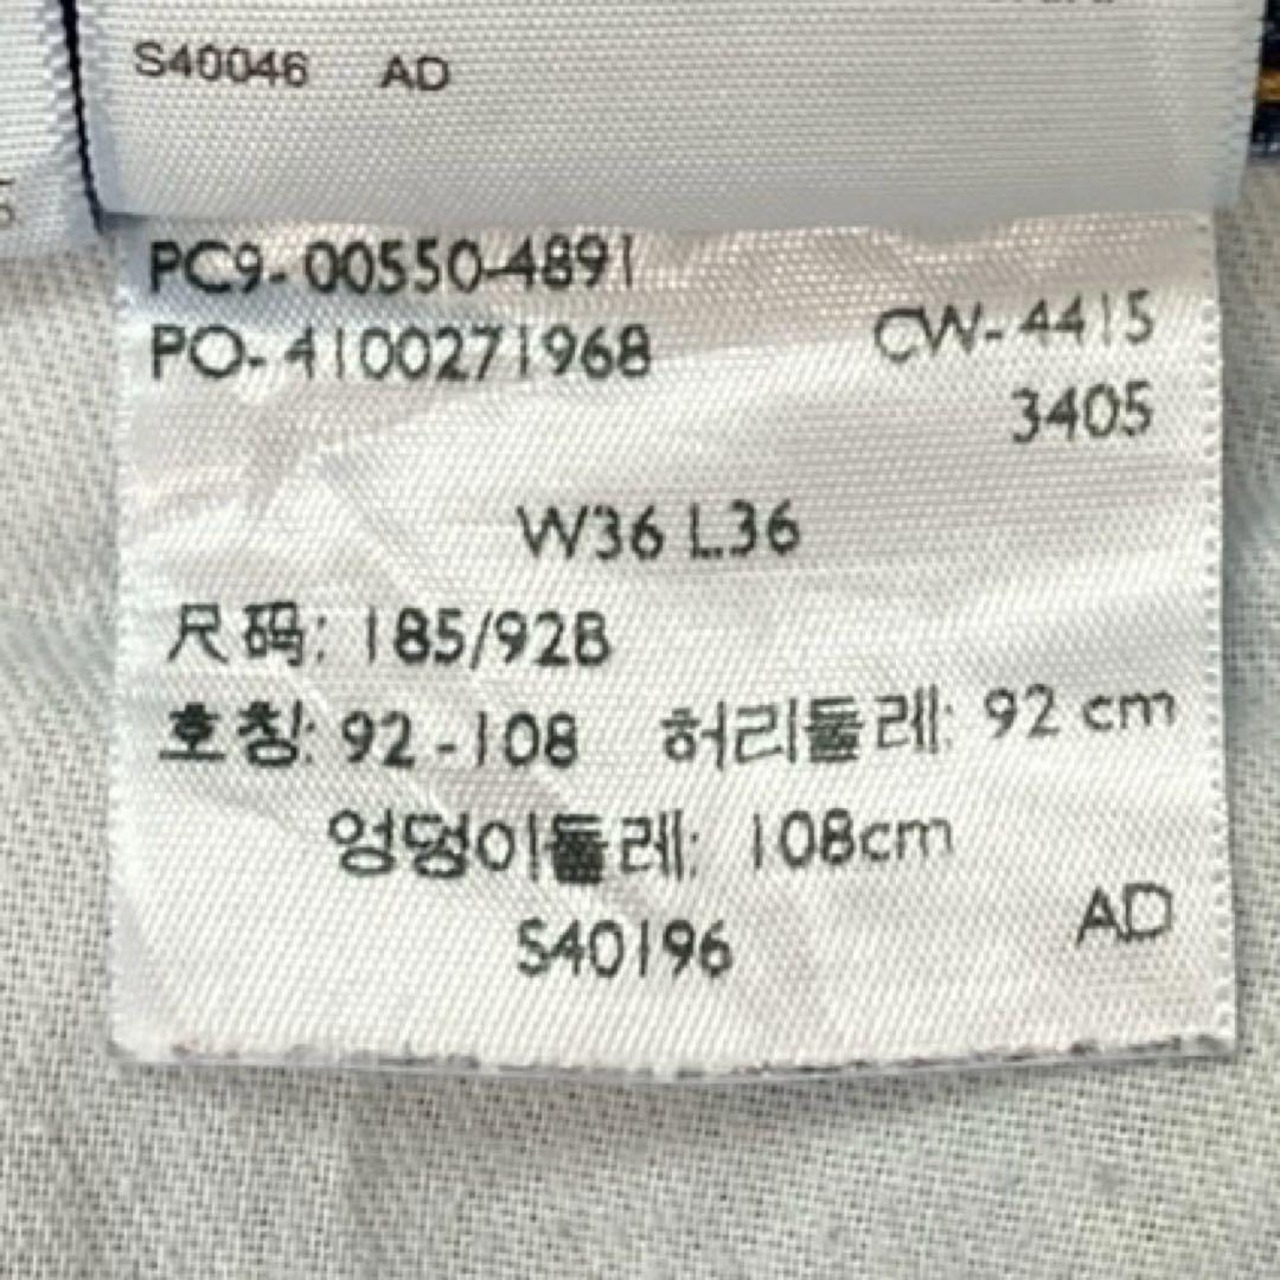 S40046 AD
PC9-00550-4891
PO-4100271968 CW-4415
3405
W36 L36
尺码: 185/92B
호칭: 92-108 허리둘레: 92 cm
엉덩이둘레: 108cm
AD
S40196